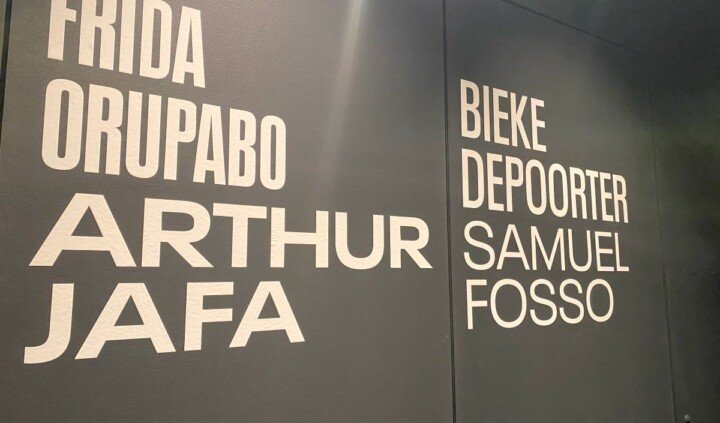 FRIDA
ORUPABO
ARTHUR
JAFA
BIEKE
DEPOORTER
SAMUEL
FOSSO